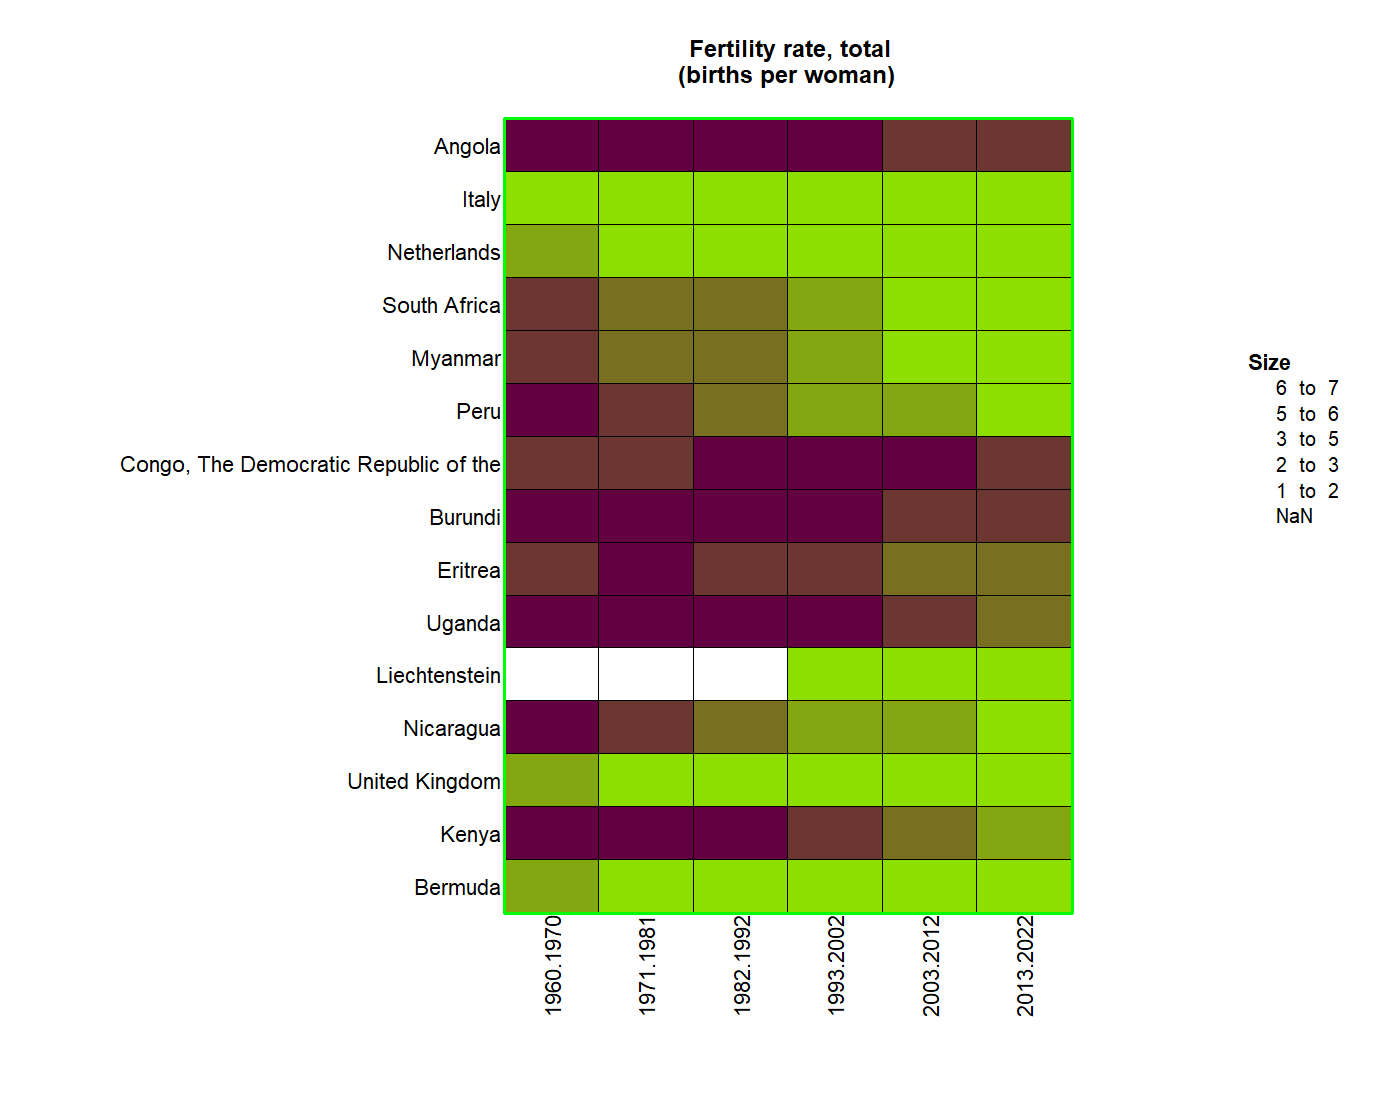 Fertility rate, total
(births per woman)
Angola
Italy
Netherlands
South Africa
Myanmar
Peru
Congo, The Democratic Republic of the
Burundi
Eritrea
Uganda
Liechtenstein
Nicaragua
United Kingdom
Kenya
Bermuda
1960.1970
1971.1981
1982.1992
1993.2002
2003.2012
2013.2022
Size
6 to 7
5 to 6
3 to 5
2 to 3
1 to 2
NaN